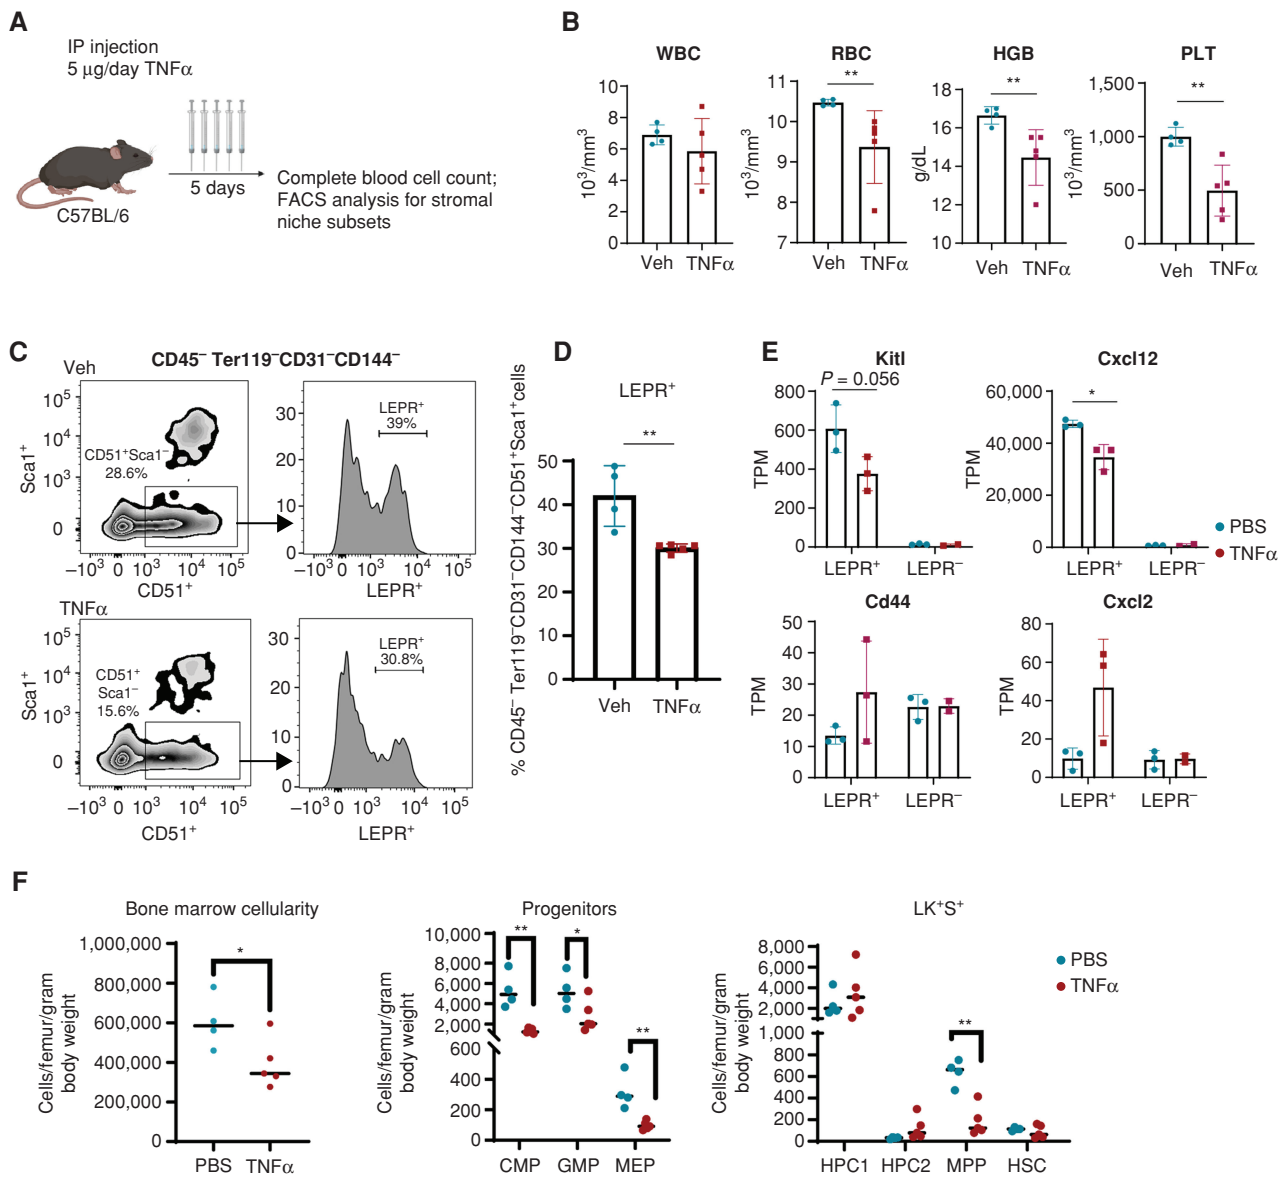 A
IP injection
5 μg/day TNFα
5 days
C57BL/6
Complete blood cell count;
FACS analysis for stromal
niche subsets
B
WBC
10³/mm³
10
8
6
4
2
0
Veh TNFα
RBC
**
10³/mm³
11
10
9
8
7
Veh TNFα
HGB
**
g/dL
18
16
14
12
10
Veh TNFα
PLT
**
10³/mm³
1,500
1,000
500
0
Veh TNFα
C
CD45⁻ Ter119⁻CD31⁻CD144⁻
Veh
Sca1⁺
10⁵
10⁴
10³
0
CD51⁺Sca1⁻
28.6%
−10³ 0 10³ 10⁴ 10⁵
CD51⁺
30
20
10
0
LEPR⁺
39%
−10³ 0 10³ 10⁴ 10⁵
LEPR⁺
TNFα
Sca1⁺
10⁵
10⁴
10³
0
CD51⁺
Sca1⁻
15.6%
−10³ 0 10³ 10⁴ 10⁵
CD51⁺
30
20
10
0
LEPR⁺
30.8%
−10³ 0 10³ 10⁴ 10⁵
LEPR⁺
D
LEPR⁺
**
% CD45⁻ Ter119⁻CD31⁻CD144⁻CD51⁺Sca1⁺cells
50
40
30
20
10
0
Veh TNFα
E
Kitl
P = 0.056
TPM
800
600
400
200
0
LEPR⁺ LEPR⁻
Cxcl12
*
TPM
60,000
40,000
20,000
0
LEPR⁺ LEPR⁻
PBS
TNFα
Cd44
TPM
50
40
30
20
10
0
LEPR⁺ LEPR⁻
Cxcl2
TPM
80
60
40
20
0
LEPR⁺ LEPR⁻
F
Bone marrow cellularity
*
Cells/femur/gram
body weight
1,000,000
800,000
600,000
400,000
200,000
0
PBS TNFα
Progenitors
** * **
Cells/femur/gram
body weight
10,000
8,000
6,000
4,000
2,000
600
400
200
0
CMP GMP MEP
LK⁺S⁺
**
Cells/femur/gram
body weight
8,000
6,000
4,000
2,000
1,000
800
600
400
200
0
HPC1 HPC2 MPP HSC
PBS
TNFα